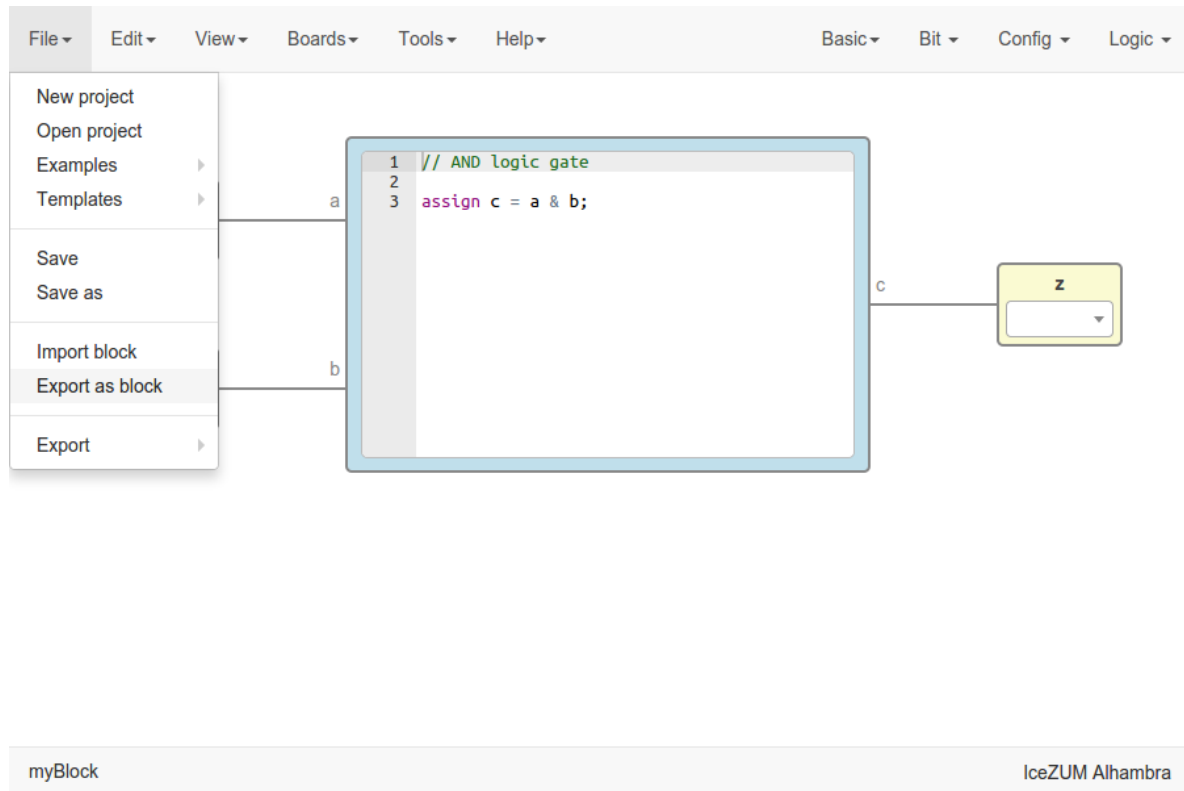 File Edit View Boards Tools Help Basic Bit Config Logic
New project
Open project
Examples
Templates
Save
Save as
Import block
Export as block
Export
a
b
1 // AND logic gate
2
3 assign c = a & b;
c
z
myBlock IceZUM Alhambra